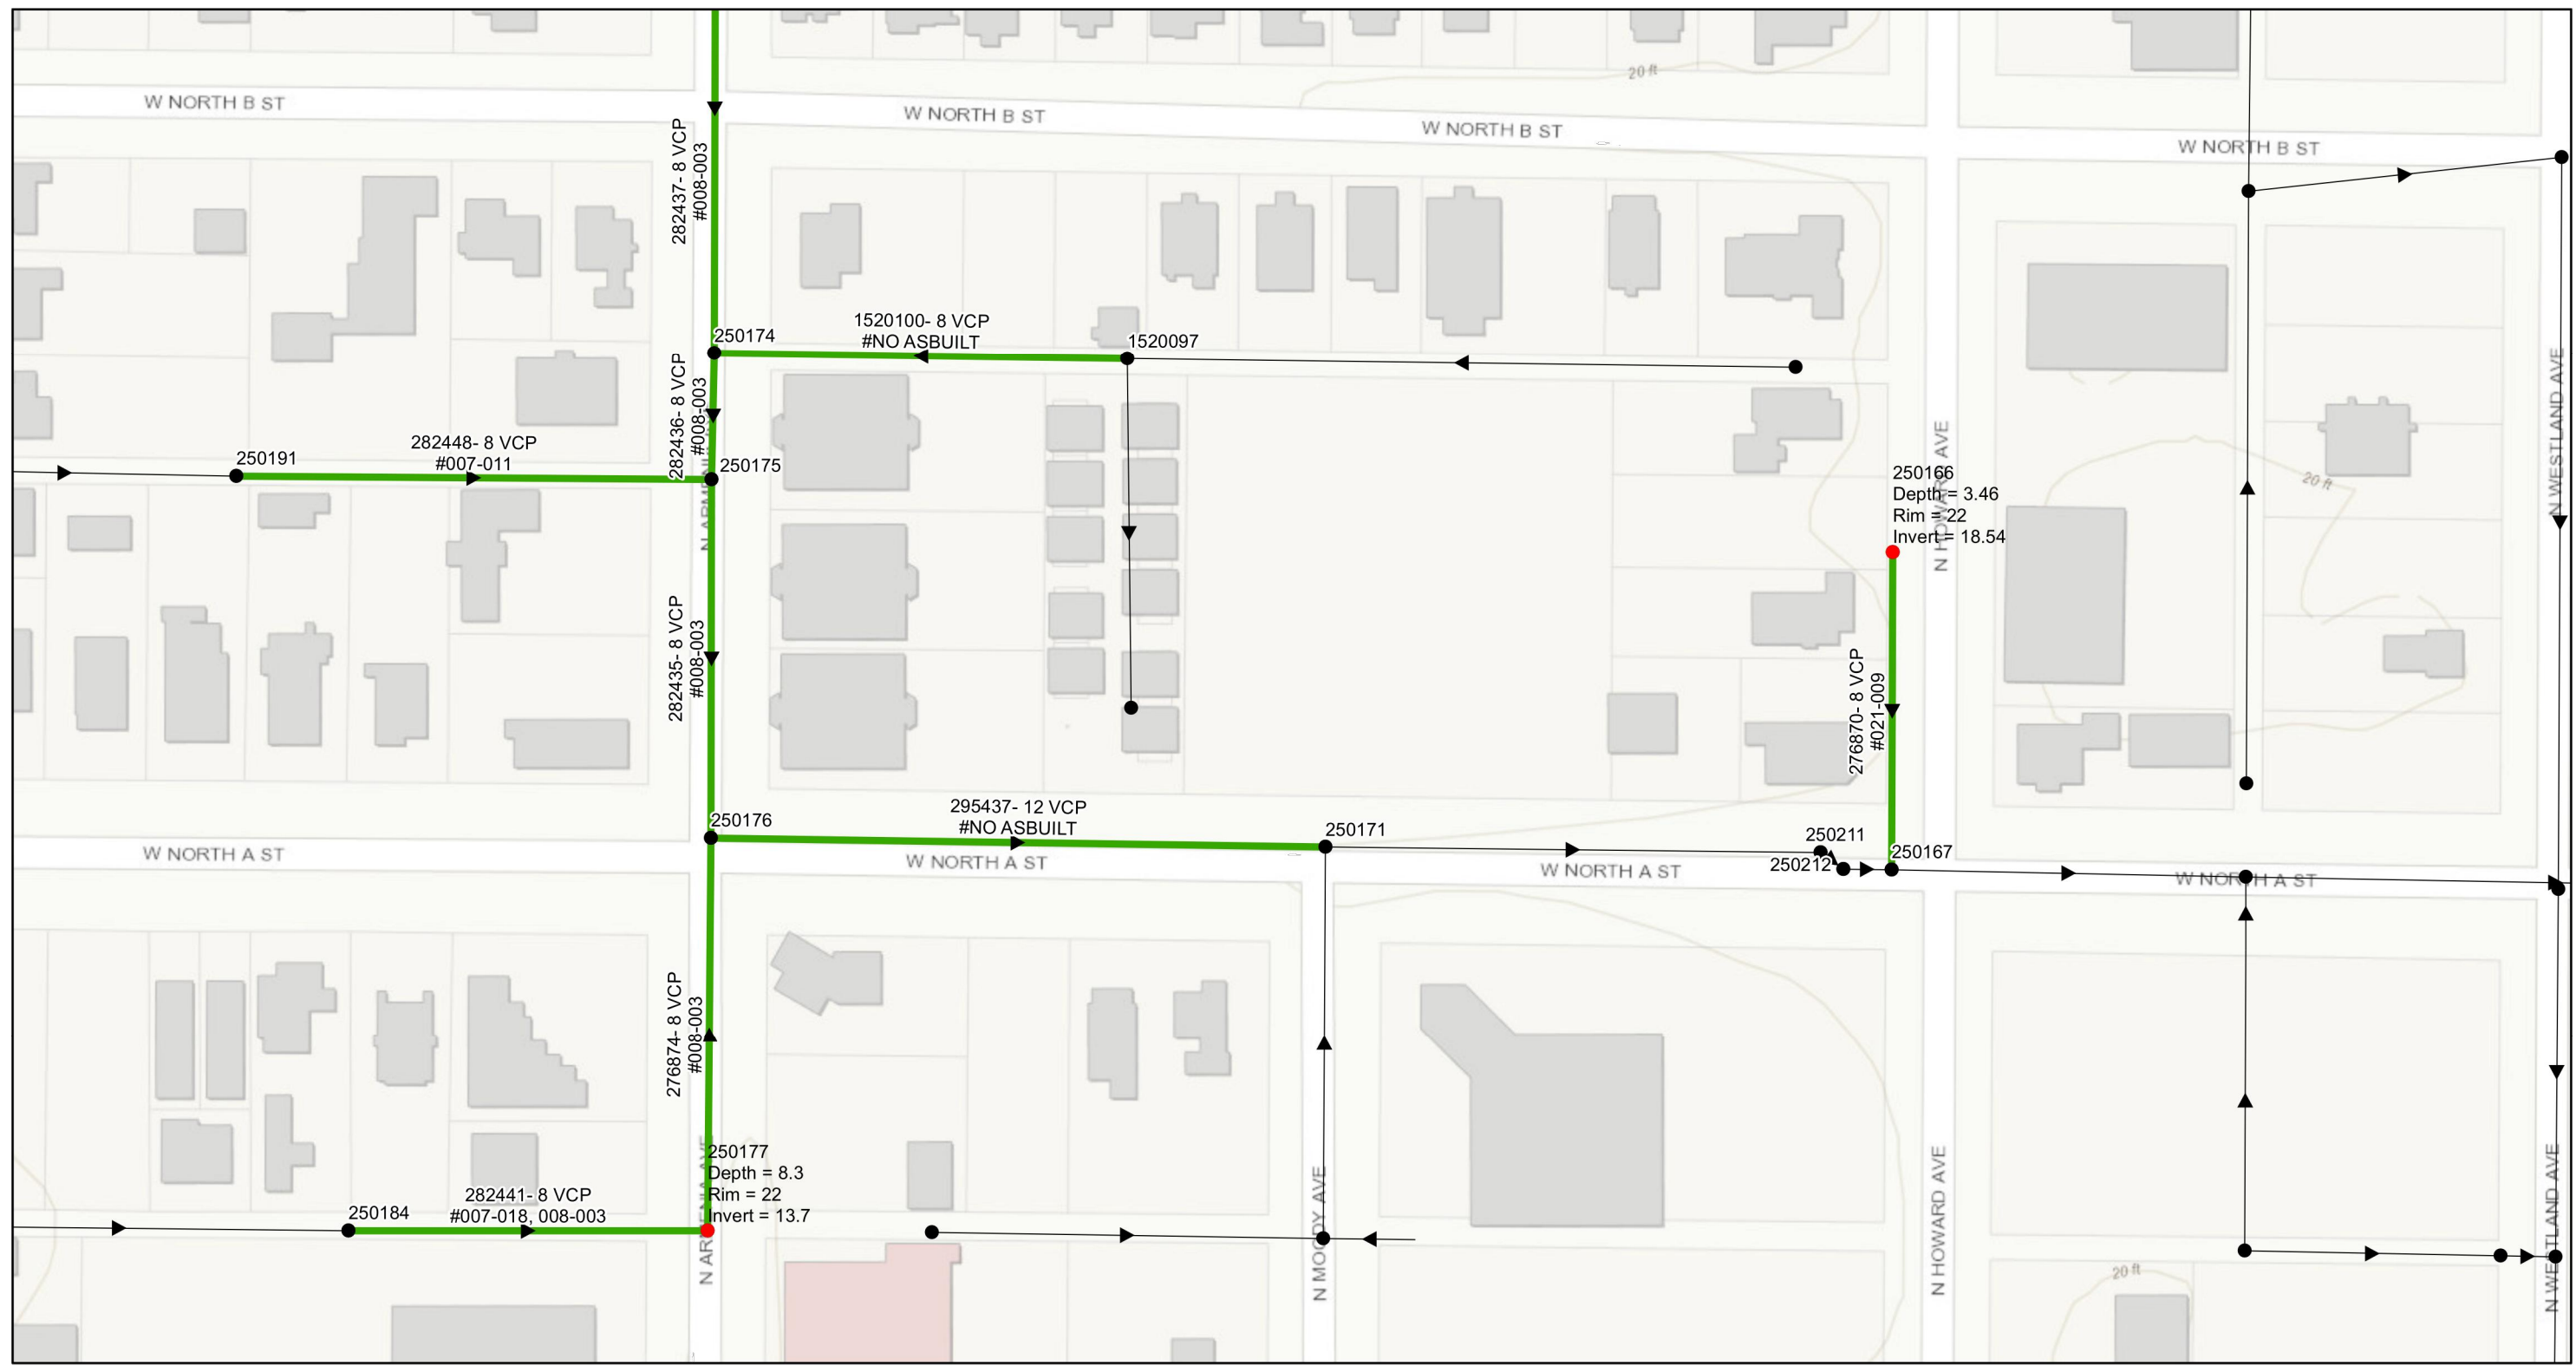 20 ft
W NORTH B ST
W NORTH B ST
W NORTH B ST
W NORTH B ST
282437- 8 VCP
#008-003
250174
1520100- 8 VCP
#NO ASBUILT
1520097
282436- 8 VCP
#008-003
250191
282448- 8 VCP
#007-011
250175
N WESTLAND AVE
N HOWARD AVE
250166
Depth = 3.46
Rim = 22
Invert = 18.54
20 ft
282435- 8 VCP
#008-003
276870- 8 VCP
#021-009
250176
295437- 12 VCP
#NO ASBUILT
250171
250211
250212
250167
W NORTH A ST
W NORTH A ST
W NORTH A ST
W NORTH A ST
276874- 8 VCP
#008-003
250177
Depth = 8.3
Rim = 22
Invert = 13.7
250184
282441- 8 VCP
#007-018, 008-003
N MOODY AVE
N HOWARD AVE
N WESTLAND AVE
20 ft